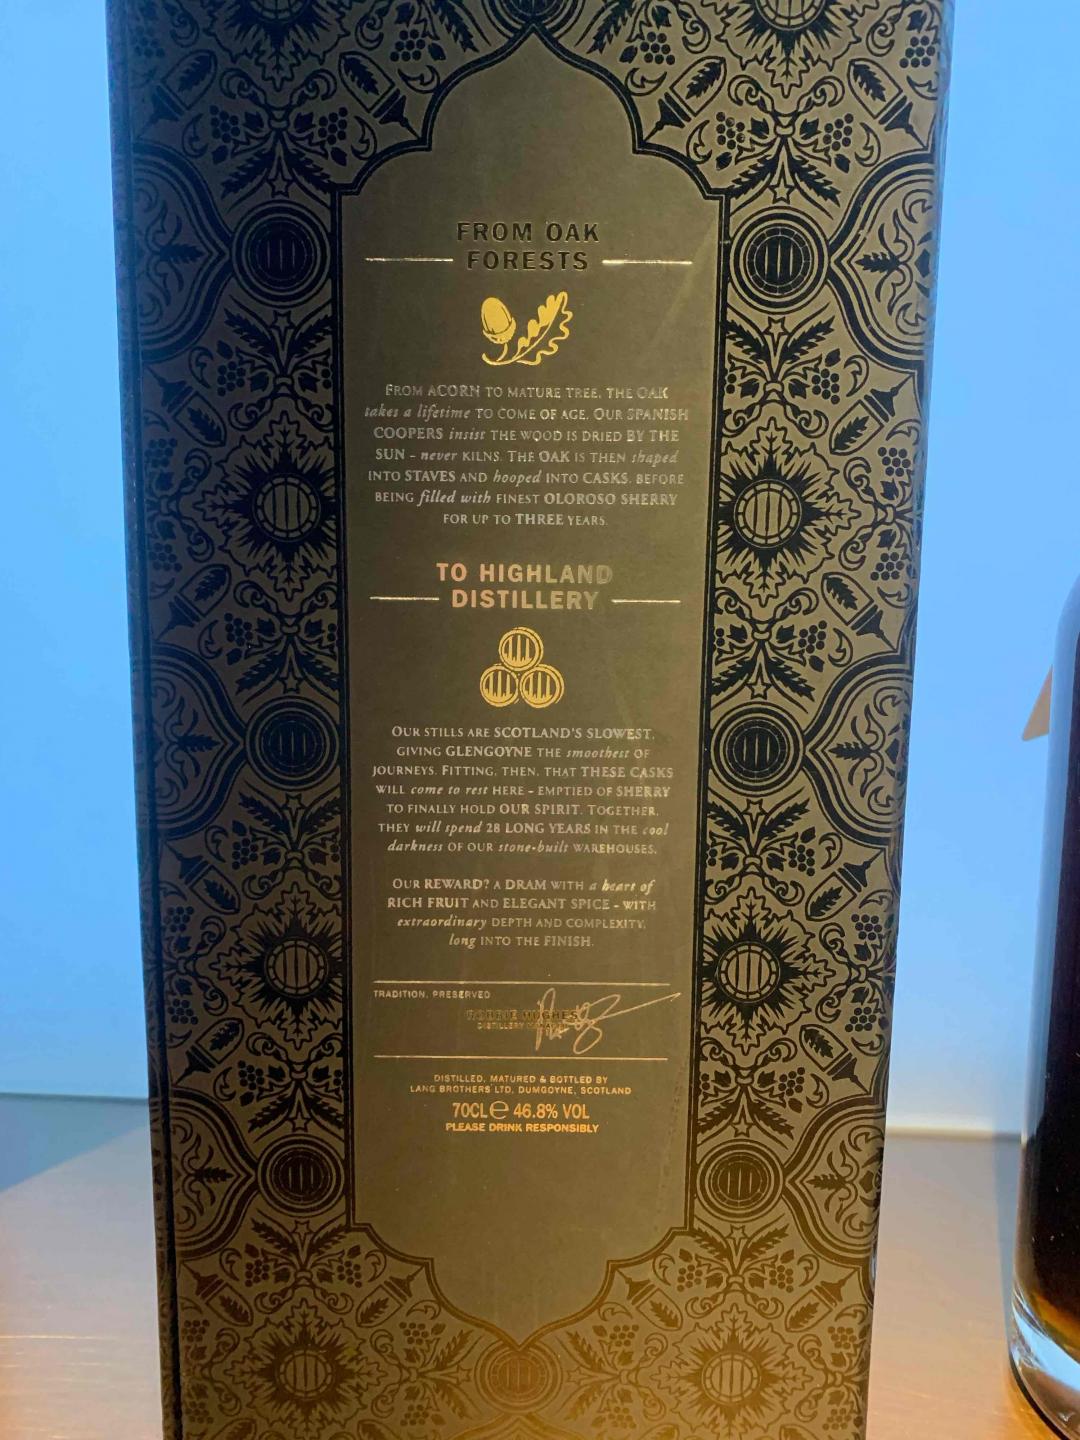 FROM OAK
FORESTS
FROM ACORN TO MATURE TREE, THE OAK
takes a lifetime TO COME OF AGE. OUR SPANISH
COOPERS insist THE WOOD IS DRIED BY THE
SUN - never KILNS. THE OAK IS THEN shaped
INTO STAVES AND hooped INTO CASKS, BEFORE
BEING filled with FINEST OLOROSO SHERRY
FOR UP TO THREE YEARS.
TO HIGHLAND
DISTILLERY
OUR STILLS ARE SCOTLAND'S SLOWEST,
GIVING GLENGOYNE THE smoothest OF
JOURNEYS. FITTING, THEN, THAT THESE CASKS
WILL come to rest HERE - EMPTIED OF SHERRY
TO FINALLY HOLD OUR SPIRIT. TOGETHER,
THEY will spend 28 LONG YEARS IN THE cool
darkness OF OUR stone-built WAREHOUSES.
OUR REWARD? A DRAM WITH a heart of
RICH FRUIT AND ELEGANT SPICE - WITH
extraordinary DEPTH AND COMPLEXITY,
long INTO THE FINISH.
TRADITION, PRESERVED
ROBBIE HUGHES
DISTILLERY MANAGER
DISTILLED, MATURED & BOTTLED BY
LANG BROTHERS LTD, DUMGOYNE, SCOTLAND
70CL e 46.8% VOL
PLEASE DRINK RESPONSIBLY